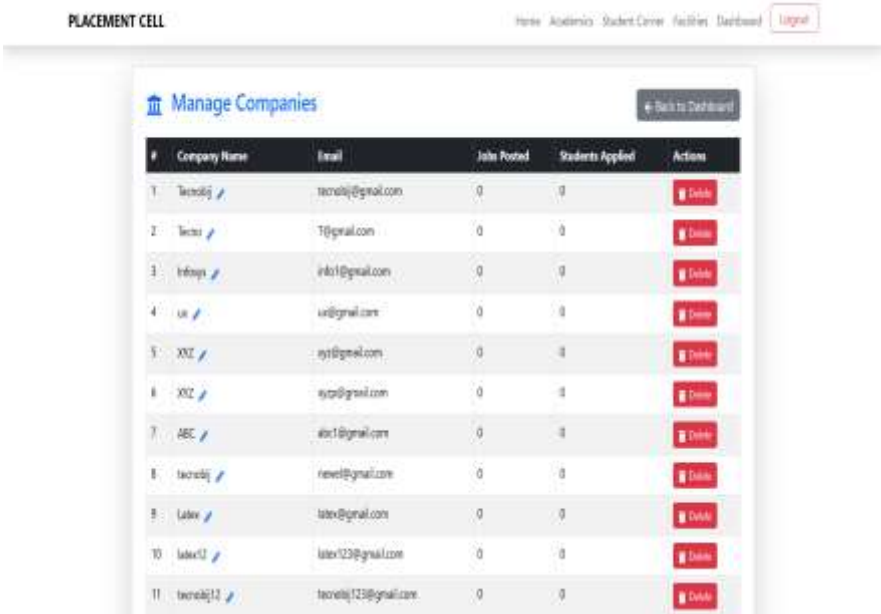 PLACEMENT CELL Home Academics Student Corner Facilities Dashboard Logout
Manage Companies Back to Dashboard
# Company Name Email Jobs Posted Students Applied Actions
1 Tecnobij tecnobij@gmail.com 0 0 Delete
2 @gmail.com 0 0 Delete
3 Infosys info1@gmail.com 0 0 Delete
4 ux ux@gmail.com 0 0 Delete
5 XYZ xyz@gmail.com 0 0 Delete
6 XYZ 0 0 Delete
7 ABC abc1@gmail.com 0 0 Delete
8 tecnobij 0 0 Delete
9 Latex latex@gmail.com 0 0 Delete
10 latex12 latex123@gmail.com 0 0 Delete
11 tecnobij12 tecnobij123@gmail.com 0 0 Delete